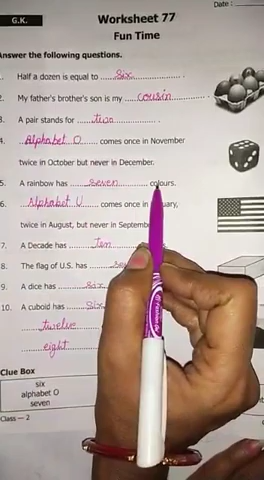 Date :
G.K.
Worksheet 77
Fun Time
Answer the following questions.
Half a dozen is equal to ...six...
2. My father's brother's son is my ...cousin...
3. A pair stands for ...two...
4. Alphabet O comes once in November
twice in October but never in December.
5. A rainbow has ...seven... colours.
6. Alphabet U comes once in
twice in August, but never in
7. A Decade has ...Ten
8. The flag of U.S. has
9. A dice has ...six
10. A cuboid has ...Six
...twelve
...eight
Clue Box
six
alphabet O
seven
Class — 2